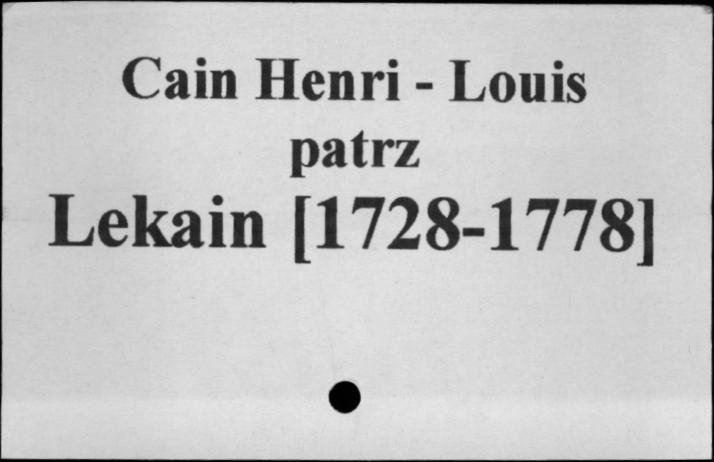 Cain Henri - Louis
patrz
Lekain [1728-1778]